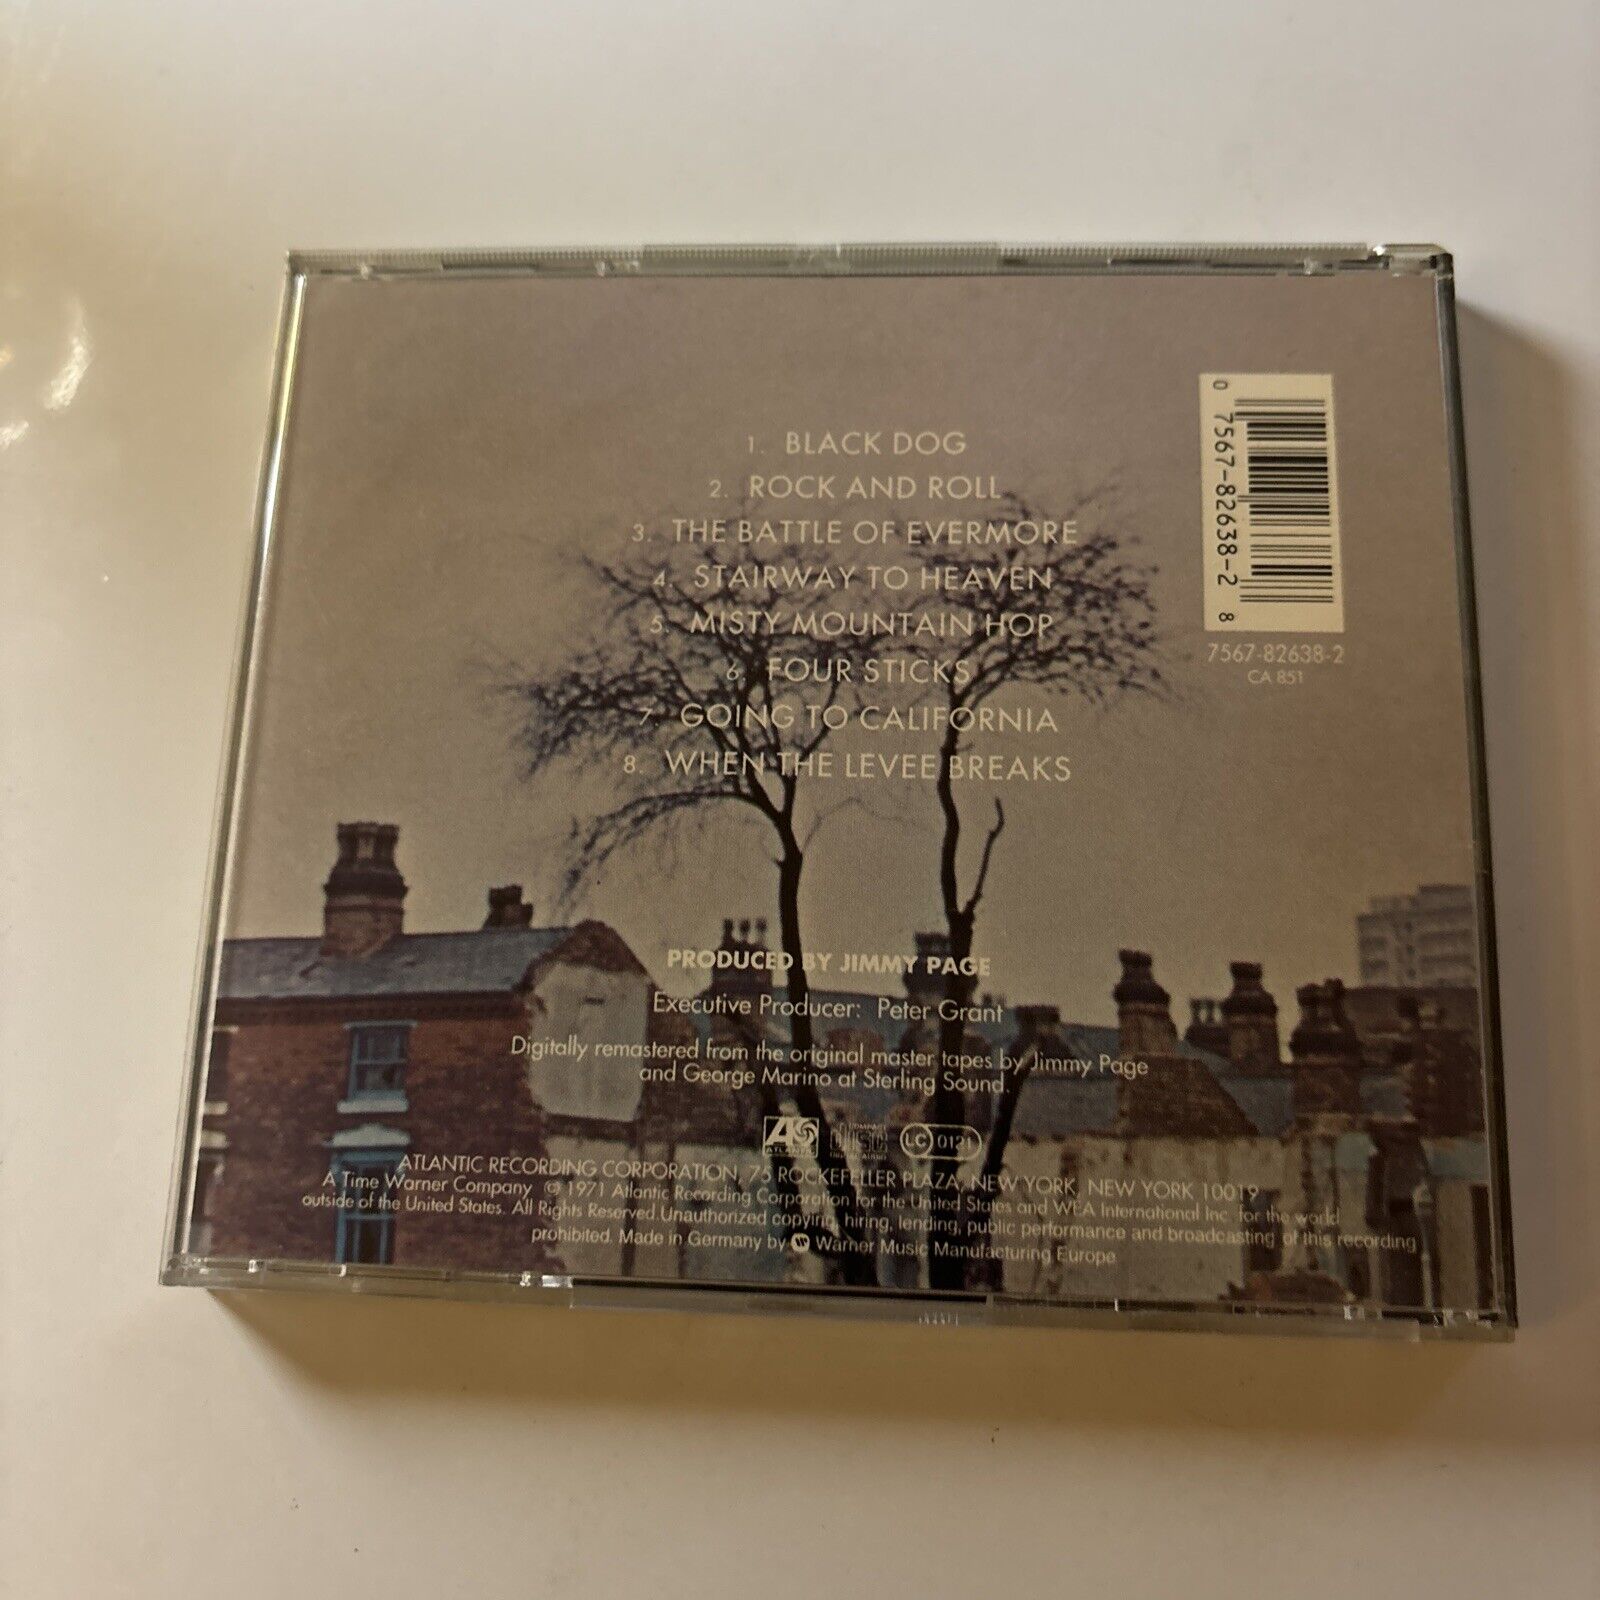 1. BLACK DOG
2. ROCK AND ROLL
3. THE BATTLE OF EVERMORE
4. STAIRWAY TO HEAVEN
5. MISTY MOUNTAIN HOP
6. FOUR STICKS
7. GOING TO CALIFORNIA
8. WHEN THE LEVEE BREAKS
0 7567-82638-2 8
7567-82638-2
CA 851
PRODUCED BY JIMMY PAGE
Executive Producer: Peter Grant
Digitally remastered from the original master tapes by Jimmy Page
and George Marino at Sterling Sound.
ATLANTIC
COMPACT
DISC
DIGITAL AUDIO
LC 0121
ATLANTIC RECORDING CORPORATION, 75 ROCKEFELLER PLAZA, NEW YORK, NEW YORK 10019
A Time Warner Company © 1971 Atlantic Recording Corporation for the United States and WEA International Inc. for the world
outside of the United States. All Rights Reserved.Unauthorized copying, hiring, lending, public performance and broadcasting of this recording
prohibited. Made in Germany by Warner Music Manufacturing Europe